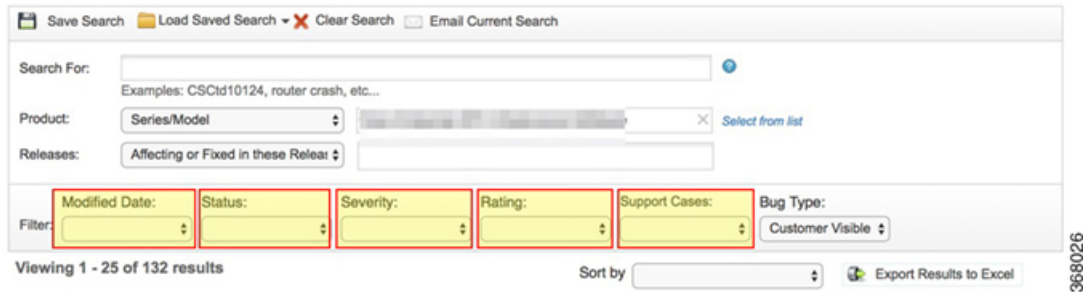 Save Search Load Saved Search Clear Search Email Current Search
Search For:
Examples: CSCtd10124, router crash, etc...
Product: Series/Model Select from list
Releases: Affecting or Fixed in these Releas
Modified Date: Status: Severity: Rating: Support Cases: Bug Type:
Filter: Customer Visible
Viewing 1 - 25 of 132 results Sort by Export Results to Excel
368026